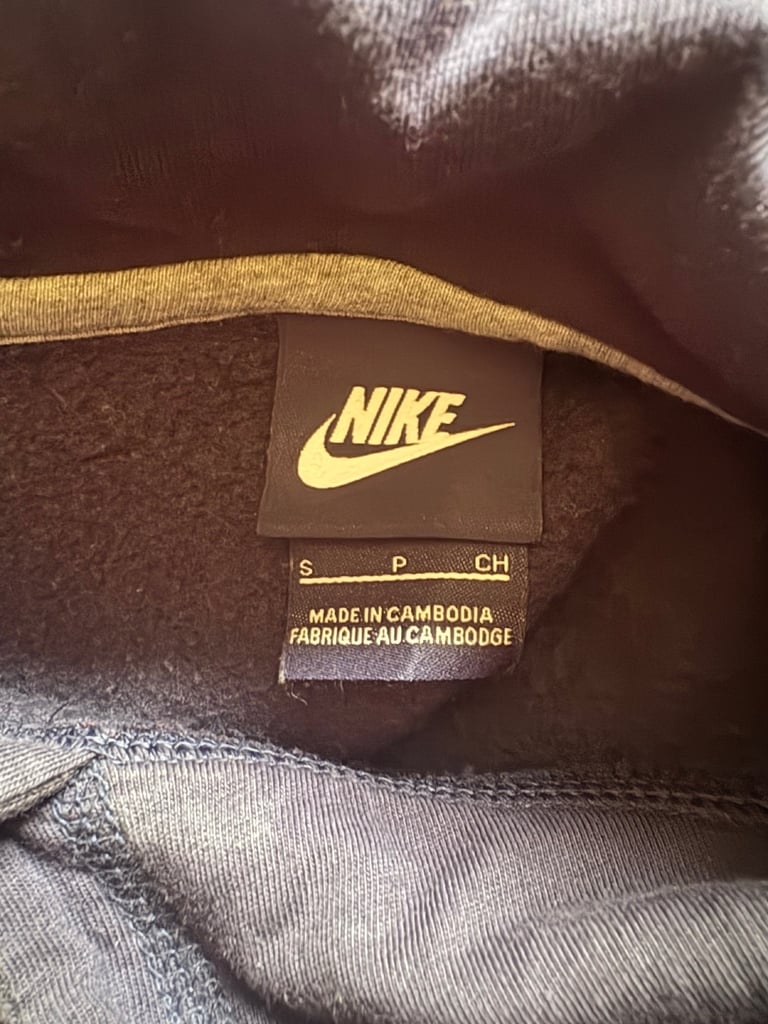 NIKE
S P CH
MADE IN CAMBODIA
FABRIQUE AU CAMBODGE